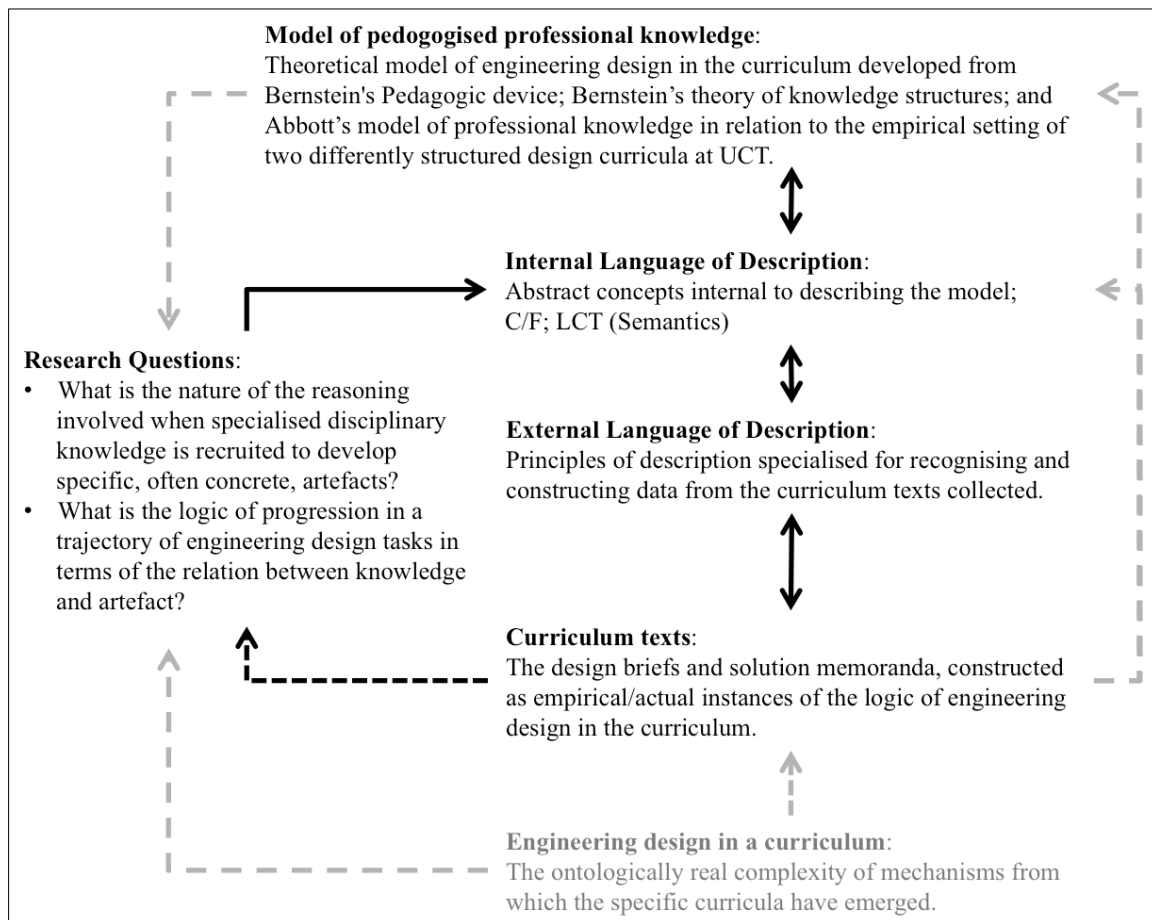 Model of pedogogised professional knowledge:
Theoretical model of engineering design in the curriculum developed from
Bernstein's Pedagogic device; Bernstein’s theory of knowledge structures; and
Abbott’s model of professional knowledge in relation to the empirical setting of
two differently structured design curricula at UCT.
Internal Language of Description:
Abstract concepts internal to describing the model;
C/F; LCT (Semantics)
Research Questions:
• What is the nature of the reasoning
involved when specialised disciplinary
knowledge is recruited to develop
specific, often concrete, artefacts?
• What is the logic of progression in a
trajectory of engineering design tasks in
terms of the relation between knowledge
and artefact?
External Language of Description:
Principles of description specialised for recognising and
constructing data from the curriculum texts collected.
Curriculum texts:
The design briefs and solution memoranda, constructed
as empirical/actual instances of the logic of engineering
design in the curriculum.
Engineering design in a curriculum:
The ontologically real complexity of mechanisms from
which the specific curricula have emerged.